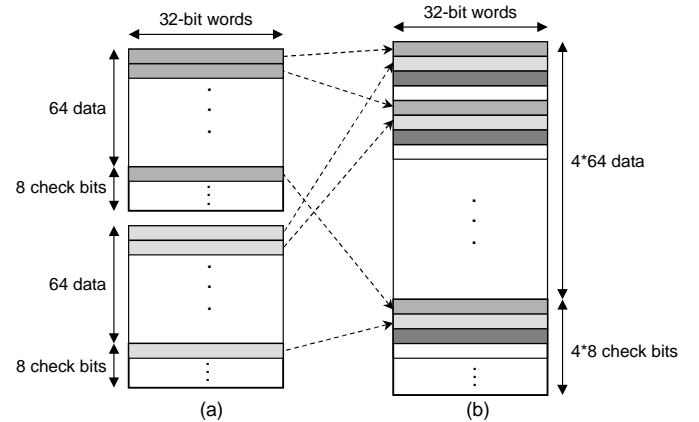 32-bit words
32-bit words
64 data
8 check bits
64 data
8 check bits
4*64 data
4*8 check bits
(a)
(b)